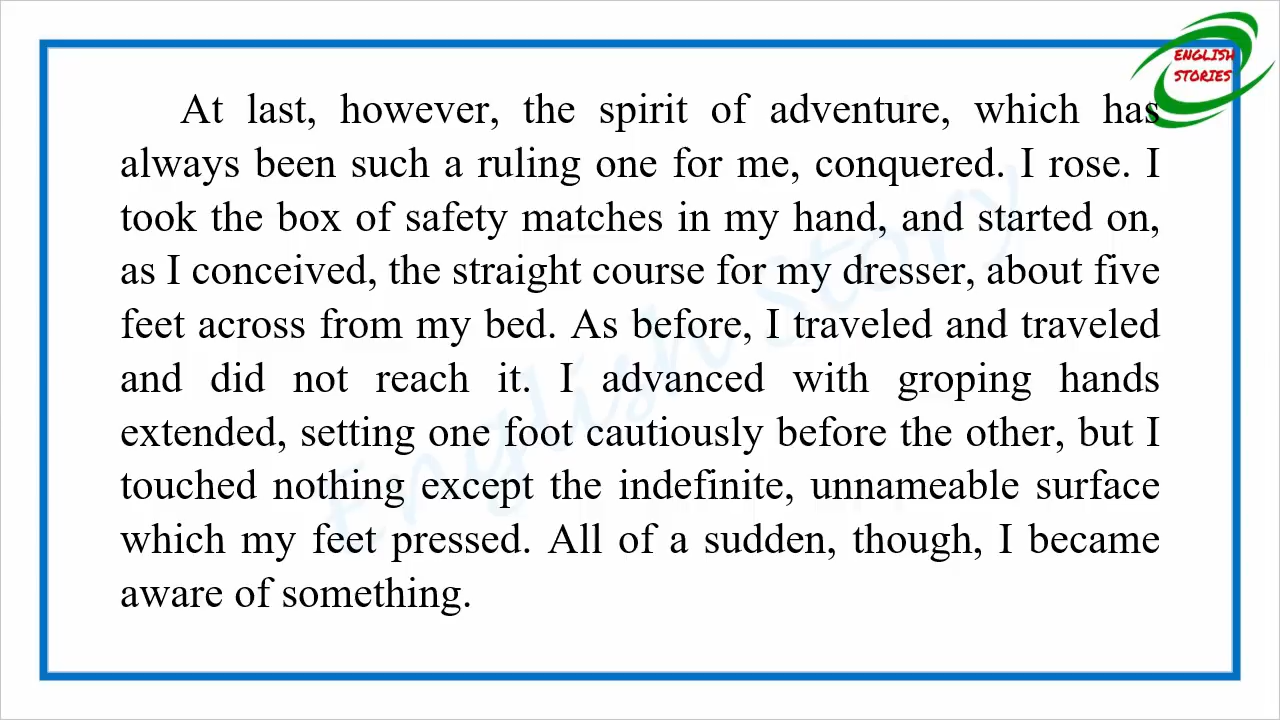 ENGLISH
STORIES
At last, however, the spirit of adventure, which has
always been such a ruling one for me, conquered. I rose. I
took the box of safety matches in my hand, and started on,
as I conceived, the straight course for my dresser, about five
feet across from my bed. As before, I traveled and traveled
and did not reach it. I advanced with groping hands
extended, setting one foot cautiously before the other, but I
touched nothing except the indefinite, unnameable surface
which my feet pressed. All of a sudden, though, I became
aware of something.
English Story